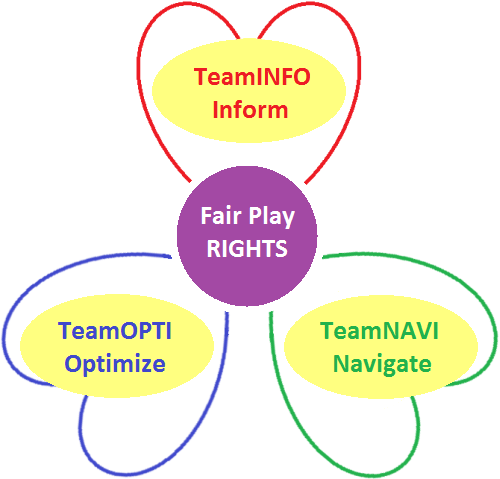 TeamINFO
Inform
Fair Play
RIGHTS
TeamOPTI
Optimize
TeamNAVI
Navigate